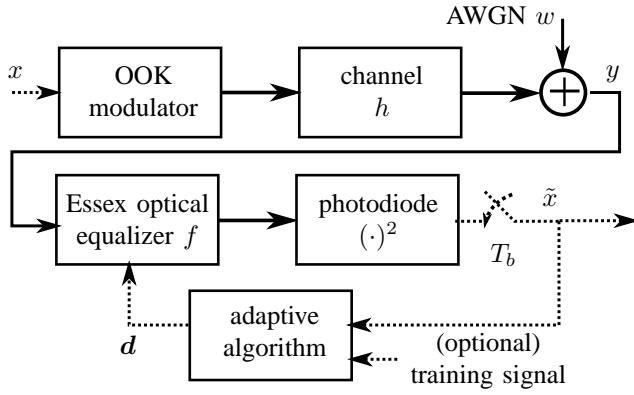 AWGN w
x
OOK
modulator
channel
h
y
Essex optical
equalizer f
photodiode
(·)²
x̃
T_b
d
adaptive
algorithm
(optional)
training signal